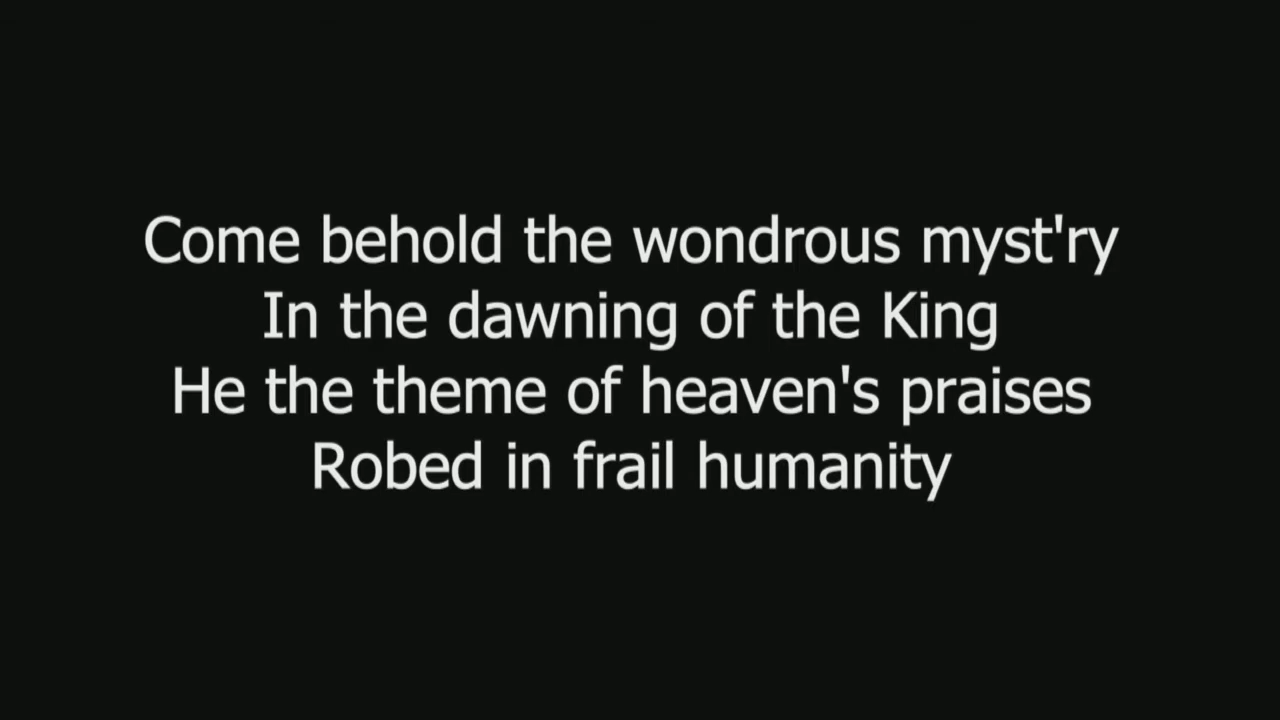 Come behold the wondrous myst'ry
In the dawning of the King
He the theme of heaven's praises
Robed in frail humanity